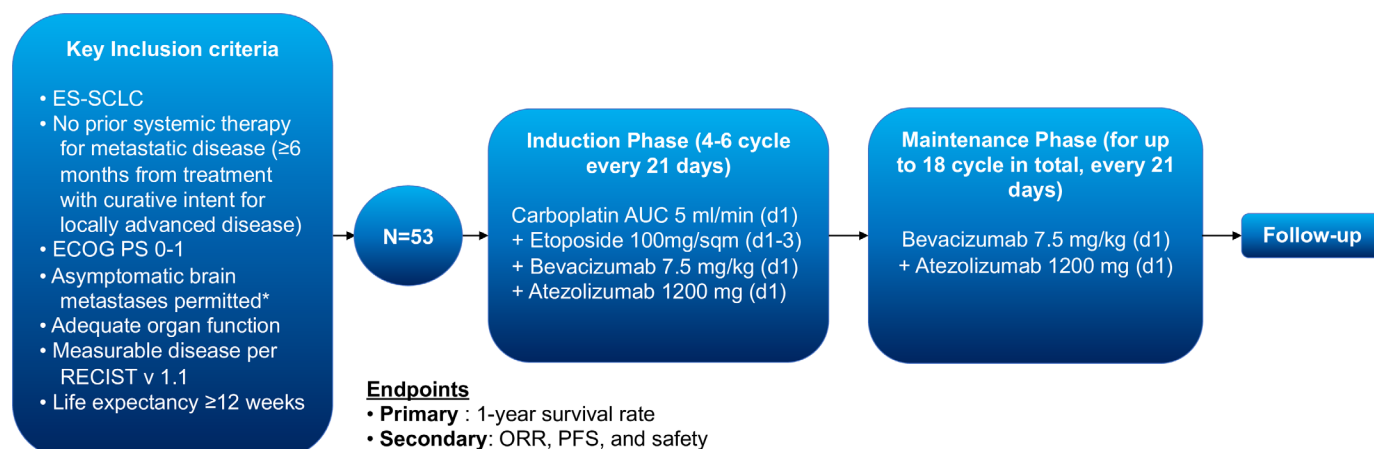 Key Inclusion criteria
• ES-SCLC
• No prior systemic therapy
for metastatic disease (≥6
months from treatment
with curative intent for
locally advanced disease)
• ECOG PS 0-1
• Asymptomatic brain
metastases permitted*
• Adequate organ function
• Measurable disease per
RECIST v 1.1
• Life expectancy ≥12 weeks
N=53
Induction Phase (4-6 cycle
every 21 days)
Carboplatin AUC 5 ml/min (d1)
+ Etoposide 100mg/sqm (d1-3)
+ Bevacizumab 7.5 mg/kg (d1)
+ Atezolizumab 1200 mg (d1)
Maintenance Phase (for up
to 18 cycle in total, every 21
days)
Bevacizumab 7.5 mg/kg (d1)
+ Atezolizumab 1200 mg (d1)
Follow-up
Endpoints
• Primary : 1-year survival rate
• Secondary: ORR, PFS, and safety